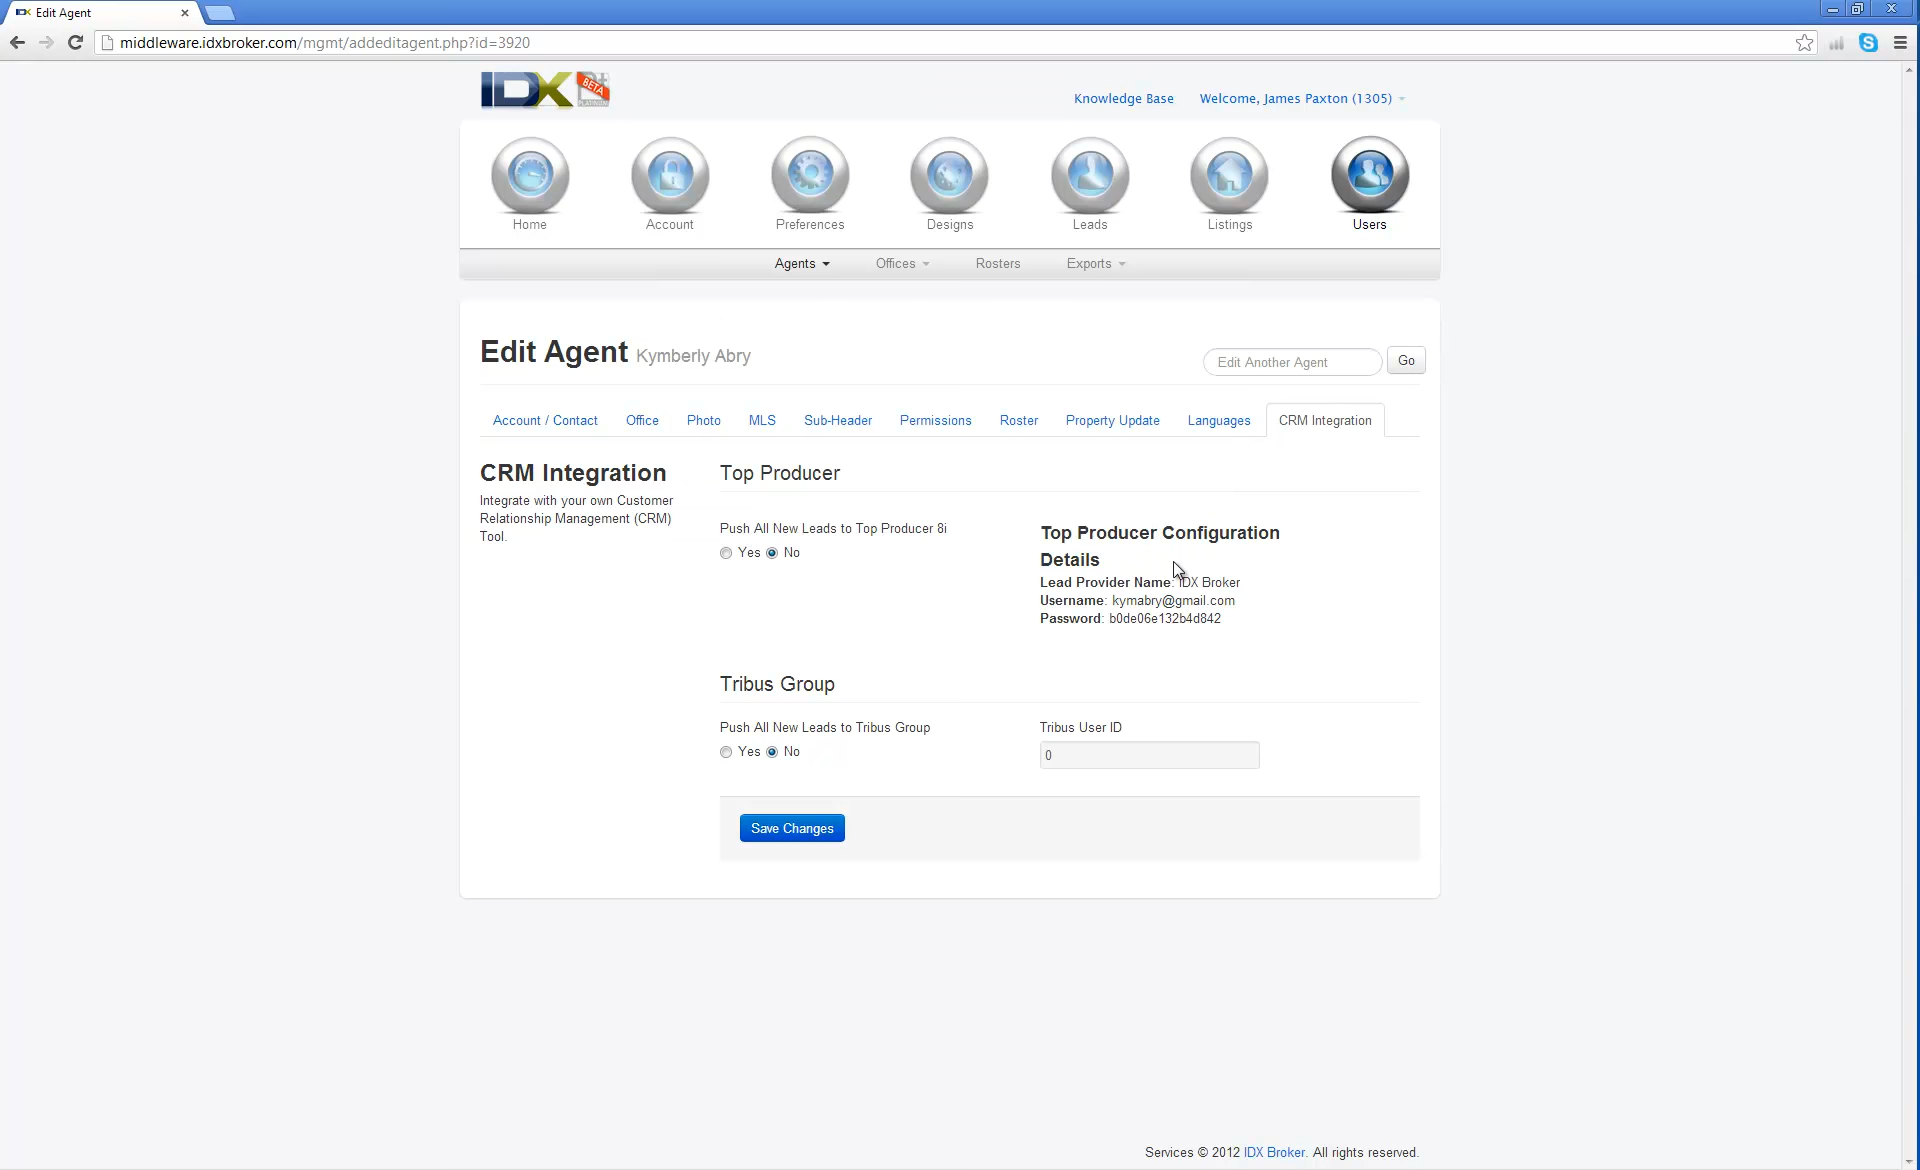 Edit Agent
middleware.idxbroker.com/mgmt/addeditagent.php?id=3920
IDX BETA
Knowledge Base Welcome, James Paxton (1305)
Home Account Preferences Designs Leads Listings Users
Agents Offices Rosters Exports
Edit Agent Kymberly Abry
Edit Another Agent Go
Account / Contact Office Photo MLS Sub-Header Permissions Roster Property Update Languages CRM Integration
CRM Integration
Integrate with your own Customer
Relationship Management (CRM)
Tool.
Top Producer
Push All New Leads to Top Producer 8i
Yes No
Top Producer Configuration
Details
Lead Provider Name: IDX Broker
Username: kymabry@gmail.com
Password: b0de06e132b4d842
Tribus Group
Push All New Leads to Tribus Group
Yes No
Tribus User ID
0
Save Changes
Services © 2012 IDX Broker. All rights reserved.